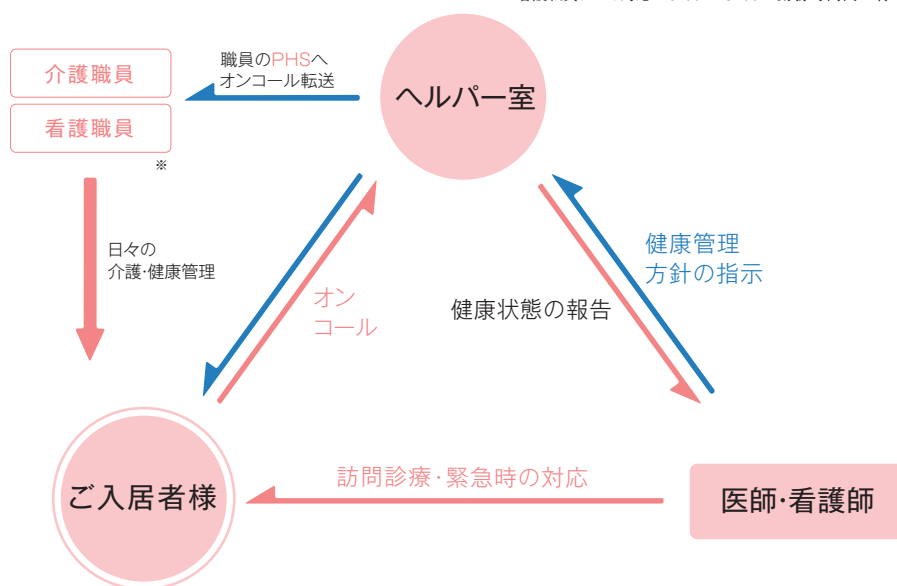 職員のPHSへ
オンコール転送
介護職員
看護職員
※
ヘルパー室
日々の
介護・健康管理
オン
コール
健康状態の報告
健康管理
方針の指示
訪問診療・緊急時の対応
ご入居者様
医師・看護師